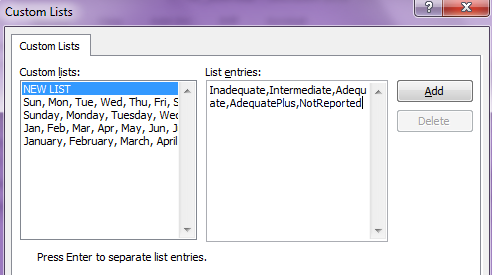 Custom Lists
?
Custom Lists
Custom lists:
List entries:
NEW LIST
Sun, Mon, Tue, Wed, Thu, Fri, S
Sunday, Monday, Tuesday, Wed
Jan, Feb, Mar, Apr, May, Jun, J
January, February, March, April
Inadequate,Intermediate,Adequ
ate,AdequatePlus,NotReported
Add
Delete
Press Enter to separate list entries.